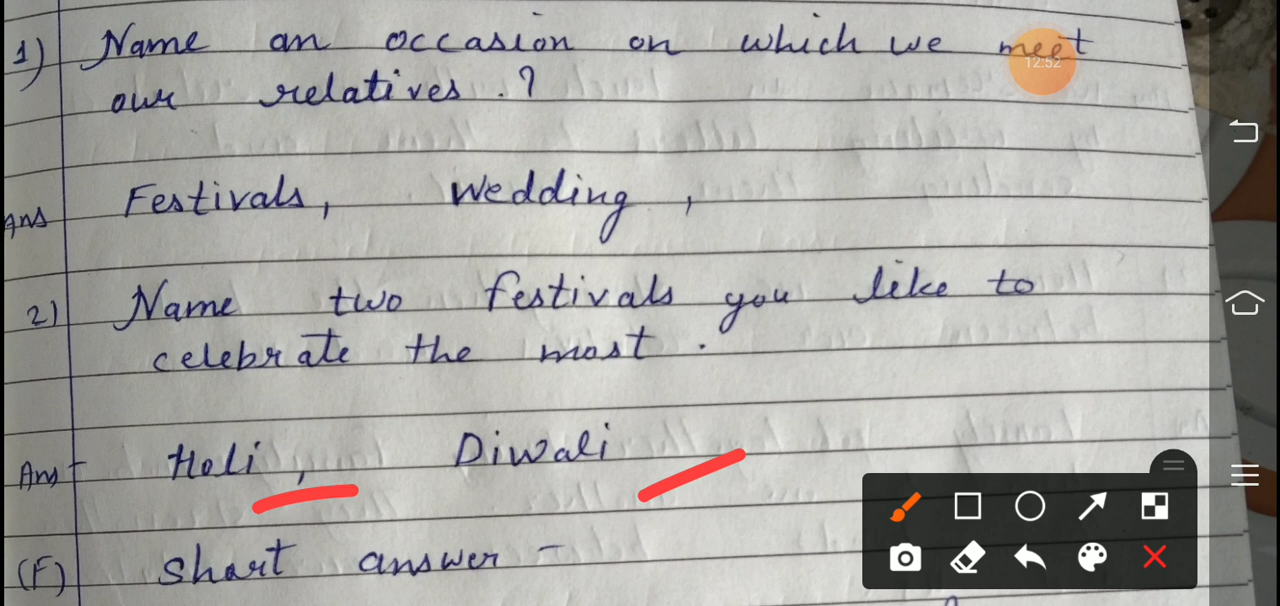 1) Name an occasion on which we meet
12:52
our relatives.?
Ans Festivals, Wedding,
2) Name two festivals you like to
celebrate the most.
Ans - Holi, Diwali
(F) Short answer -